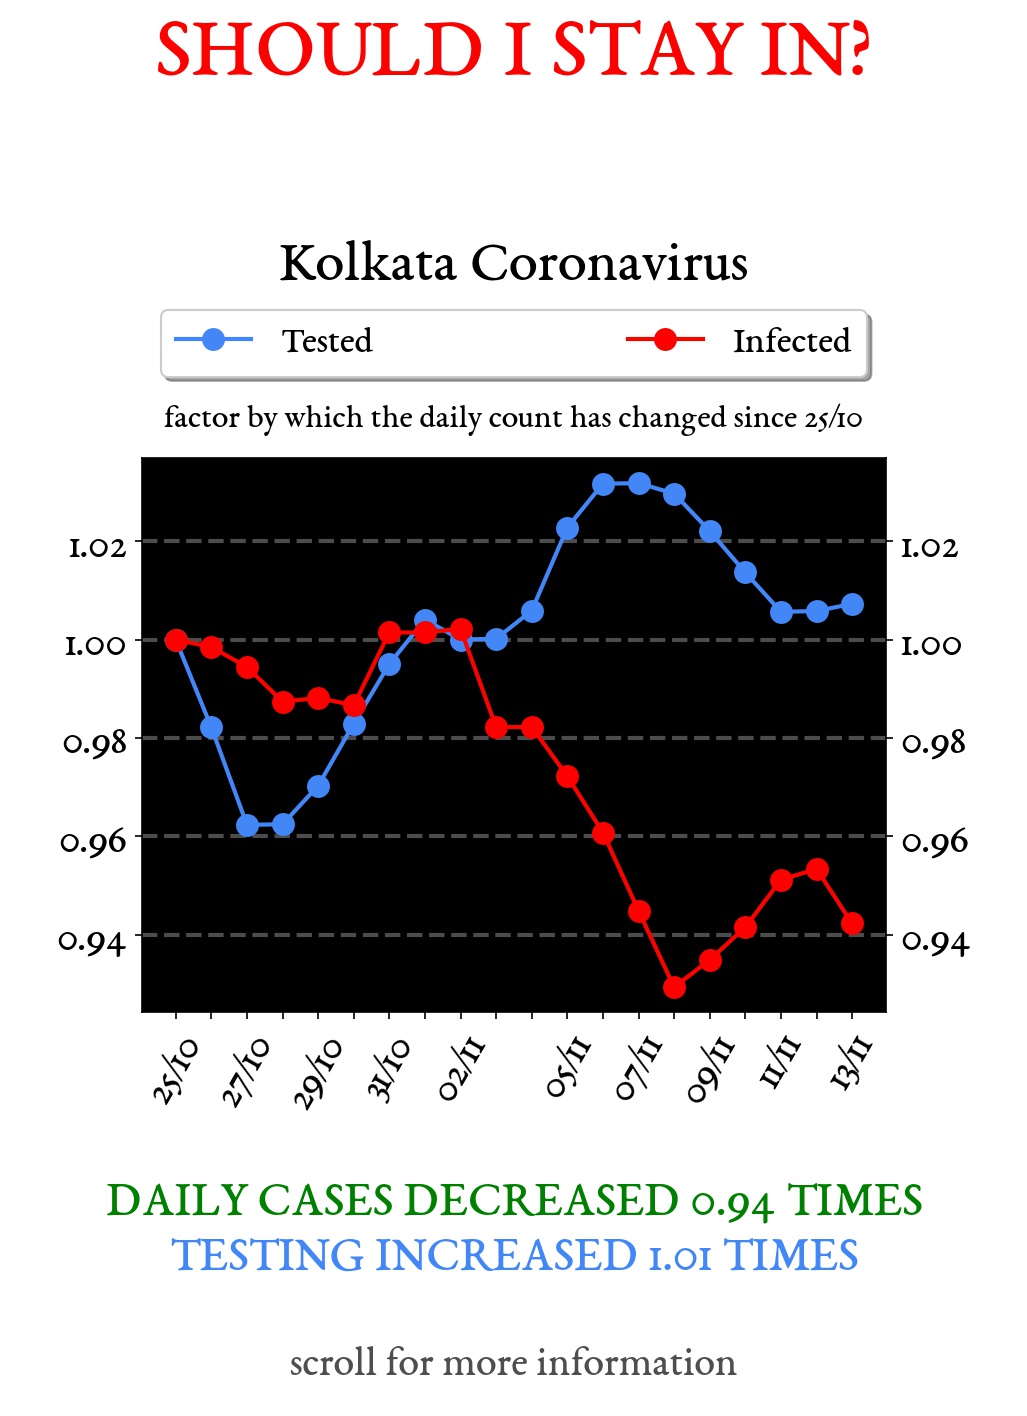 SHOULD I STAY IN?
Kolkata Coronavirus
Tested Infected
factor by which the daily count has changed since 25/10
1.02 1.02
1.00 1.00
0.98 0.98
0.96 0.96
0.94 0.94
25/10 27/10 29/10 31/10 02/11 05/11 07/11 09/11 11/11 13/11
DAILY CASES DECREASED 0.94 TIMES
TESTING INCREASED 1.01 TIMES
scroll for more information